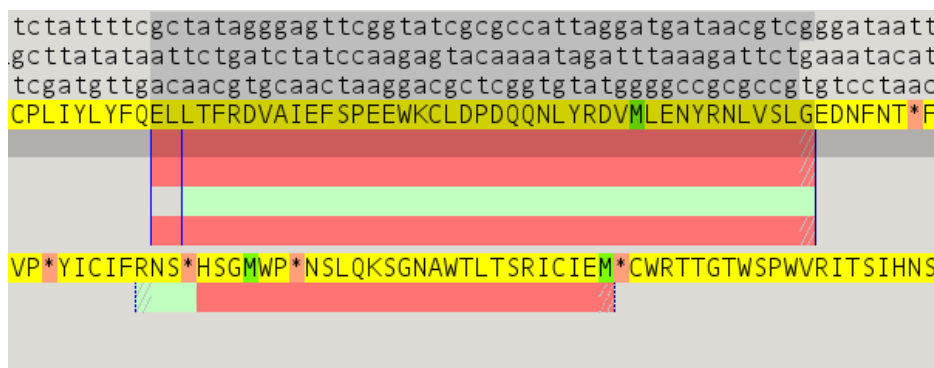 tctattttcgctatagggagttcggtatcgcgccattaggatgataacgtcgggataatt
gcttatataattctgatctatccaagagtacaaaatagatttaaagattctgaaatacat
tcgatgttgacaacgtgcaactaaggacgctcggtgtatggggccgcgccgtgtcctaac
CPLIYLYFQELLTFRDVAIEFSPEEWKCLDPDQQNLYRDVMLENYRNLVSLGEDNFNT*F
VP*YICIFRNS*HSGMWP*NSLQKSGNAWTLTSRICIEM*CWRTTGTWSPWVRITSIHNS